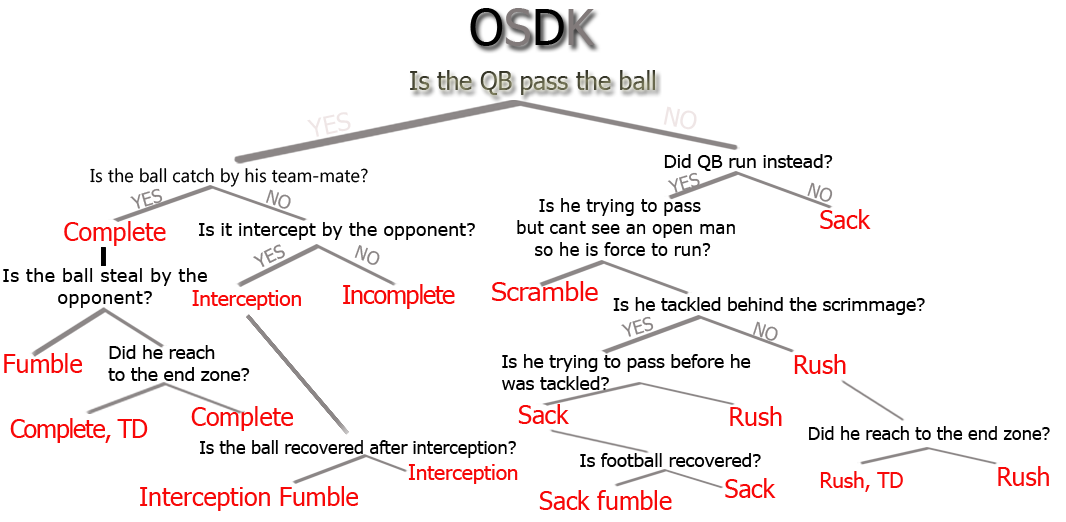 OSDK
Is the QB pass the ball
YES
NO
Is the ball catch by his team-mate?
Did QB run instead?
YES
NO
YES
NO
Complete
Is it intercept by the opponent?
Is he trying to pass
but cant see an open man
so he is force to run?
Sack
YES
NO
Is the ball steal by the
opponent?
Interception
Incomplete
Scramble
Is he tackled behind the scrimmage?
YES
NO
Fumble
Did he reach
to the end zone?
Is he trying to pass before he
was tackled?
Rush
Complete, TD
Complete
Sack
Rush
Is the ball recovered after interception?
Did he reach to the end zone?
Interception Fumble
Interception
Is football recovered?
Sack fumble
Sack
Rush, TD
Rush